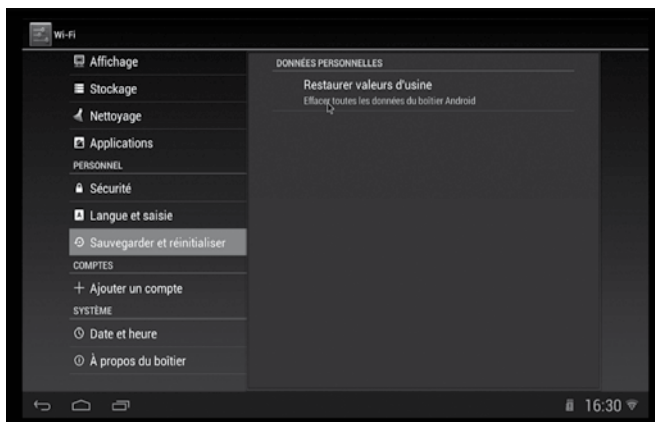 Wi-Fi
Affichage
Stockage
Nettoyage
Applications
PERSONNEL
Sécurité
Langue et saisie
Sauvegarder et réinitialiser
COMPTES
Ajouter un compte
SYSTÈME
Date et heure
À propos du boîtier
DONNÉES PERSONNELLES
Restaurer valeurs d'usine
Effacer toutes les données du boîtier Android
16:30